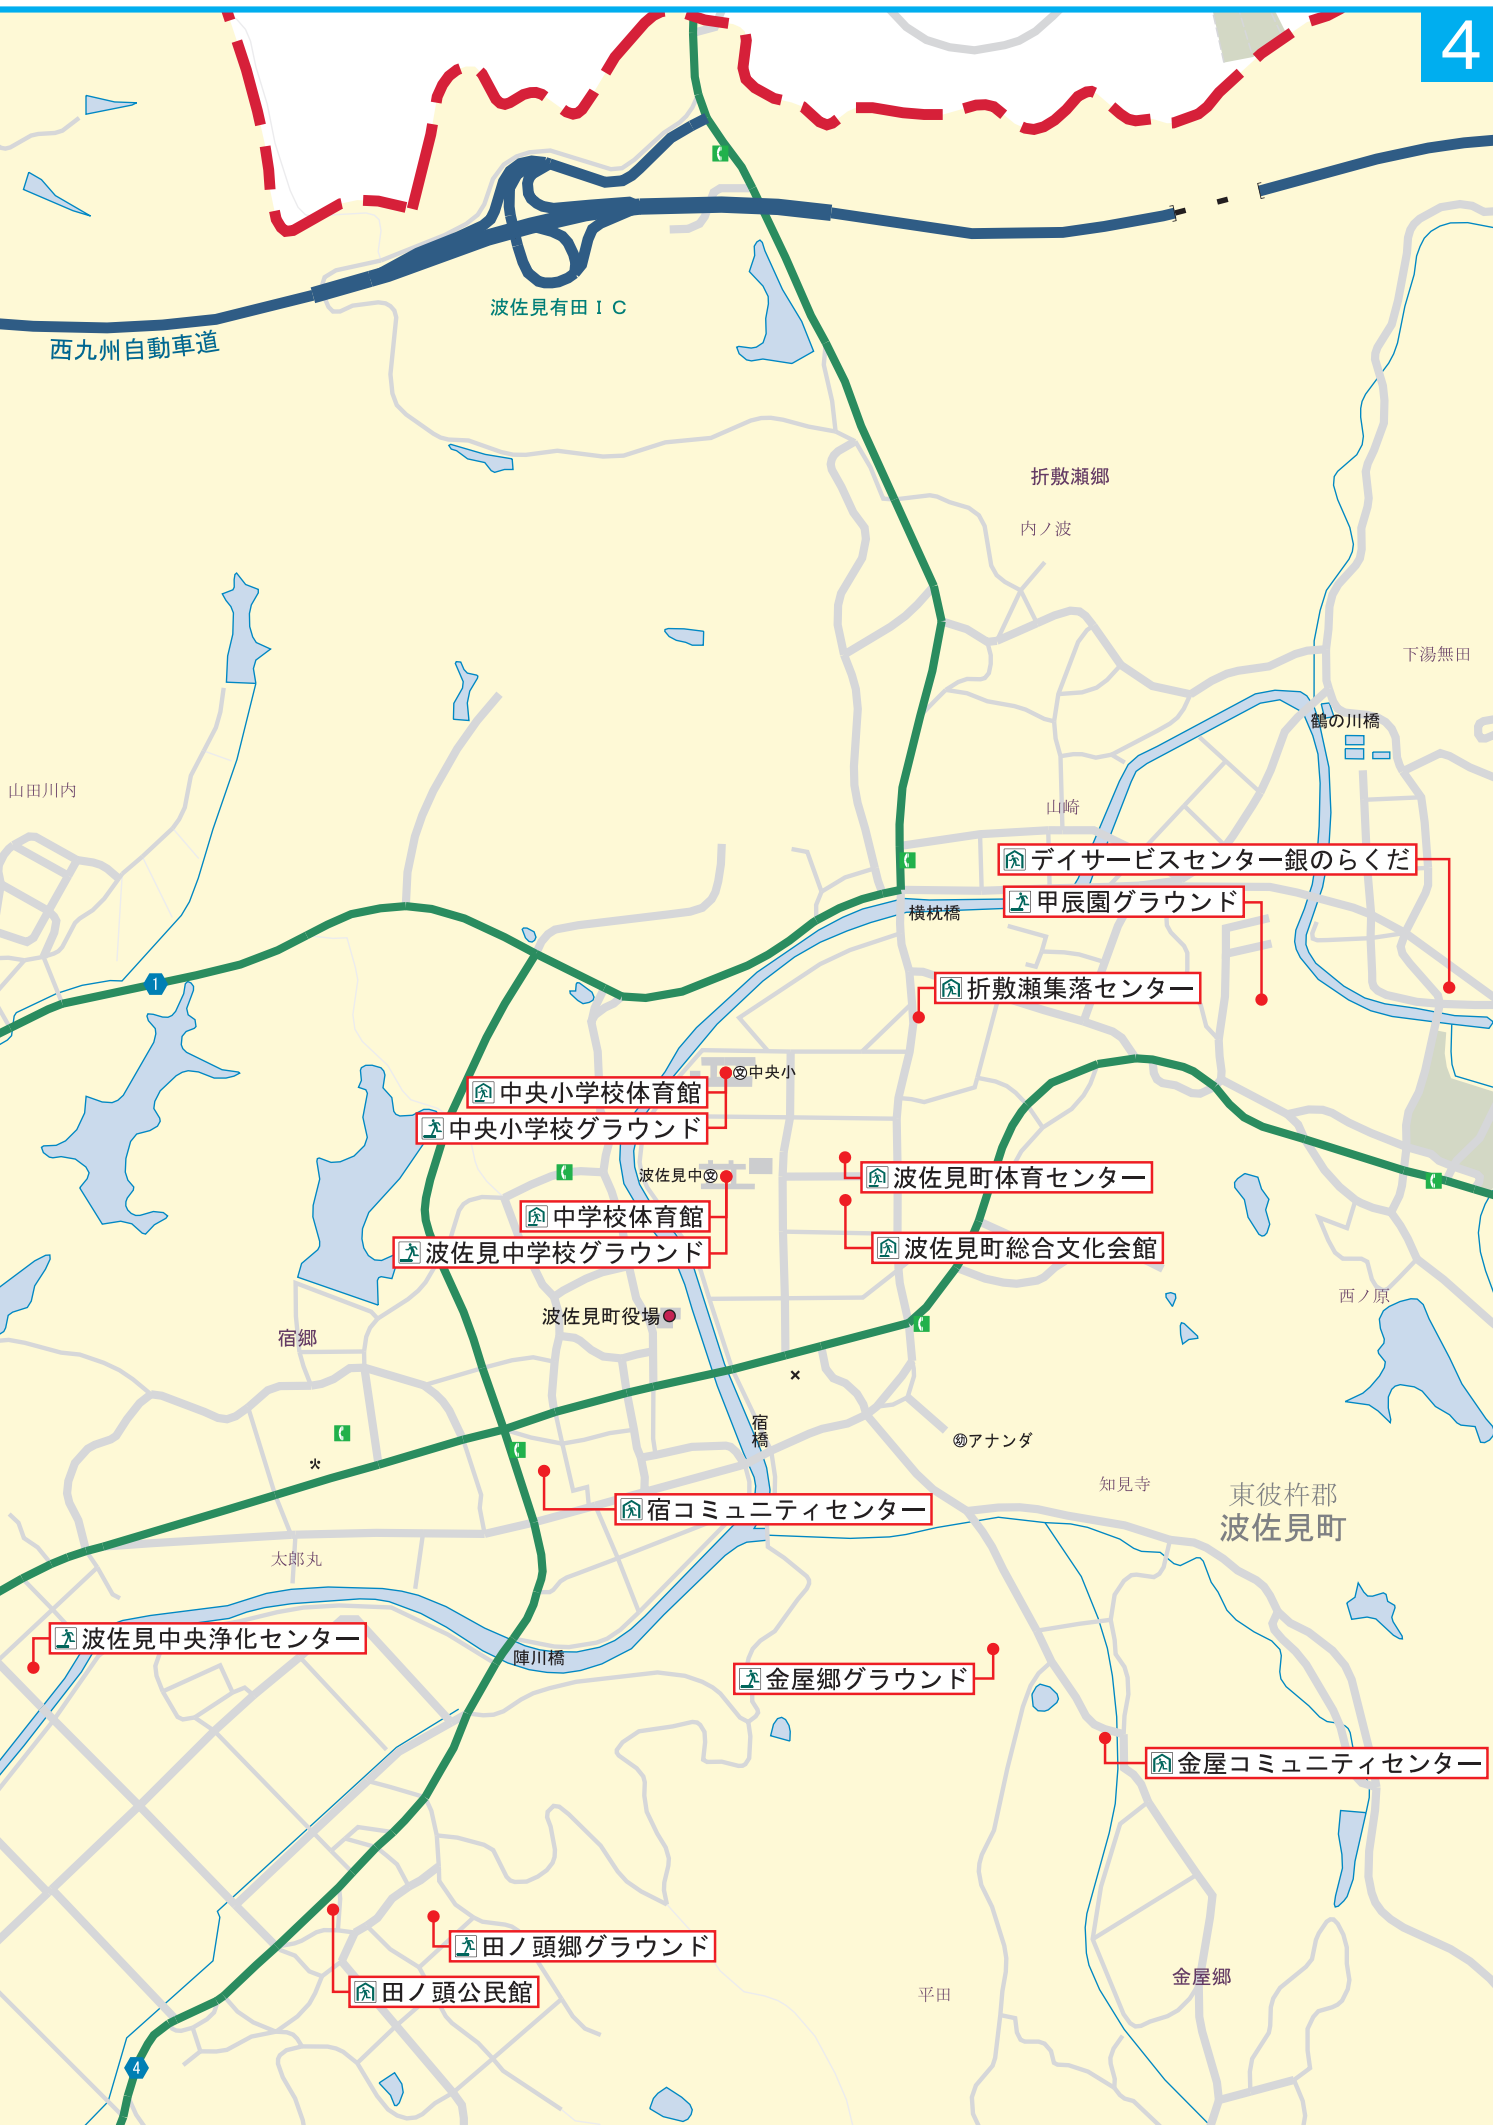 4
波佐見有田ＩＣ
西九州自動車道
折敷瀬郷
内ノ波
下湯無田
鶴の川橋
山田川内
山崎
デイサービスセンター銀のらくだ
甲辰園グラウンド
横枕橋
1
折敷瀬集落センター
文中央小
中央小学校体育館
中央小学校グラウンド
波佐見中文
波佐見町体育センター
中学校体育館
波佐見中学校グラウンド
波佐見町総合文化会館
西ノ原
波佐見町役場
宿郷
宿橋
幼アナンダ
知見寺
東彼杵郡
波佐見町
宿コミュニティセンター
太郎丸
波佐見中央浄化センター
陣川橋
金屋郷グラウンド
金屋コミュニティセンター
田ノ頭郷グラウンド
田ノ頭公民館
金屋郷
平田
4